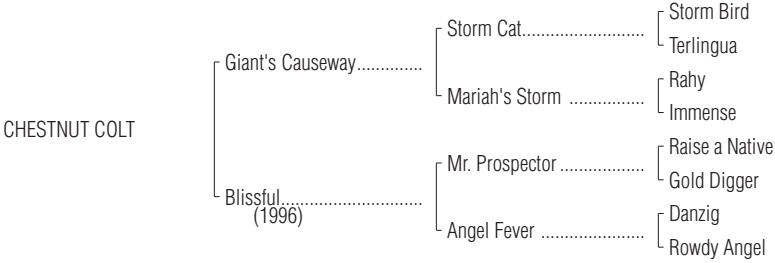 Storm Bird
Storm Cat........................
Terlingua
Giant's Causeway.............
Rahy
Mariah's Storm ...............
Immense
CHESTNUT COLT
Raise a Native
Mr. Prospector .................
Gold Digger
Blissful.............................
(1996)
Danzig
Angel Fever .....................
Rowdy Angel